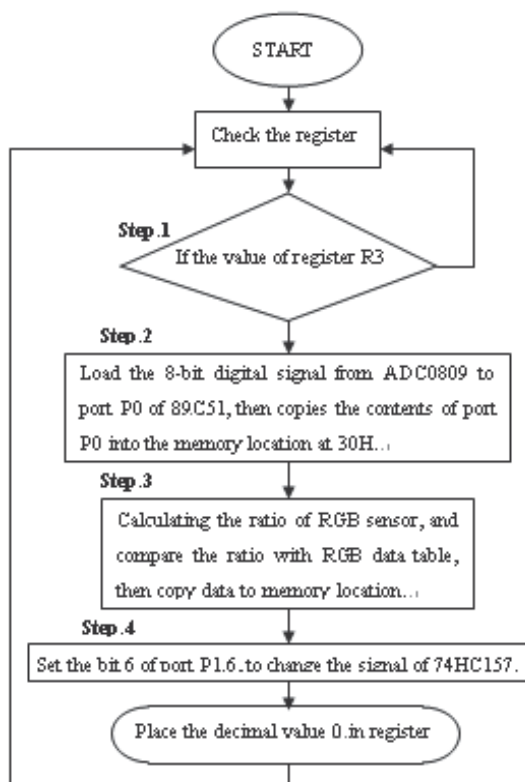 START
Check the register
Step.1
If the value of register R3
Step.2
Load the 8-bit digital signal from ADC0809 to
port P0 of 89C51, then copies the contents of port
P0 into the memory location at 30H...
Step.3
Calculating the ratio of RGB sensor, and
compare the ratio with RGB data table,
then copy data to memory location...
Step.4
Set the bit 6 of port P1.6. to change the signal of 74HC157.
Place the decimal value 0. in register